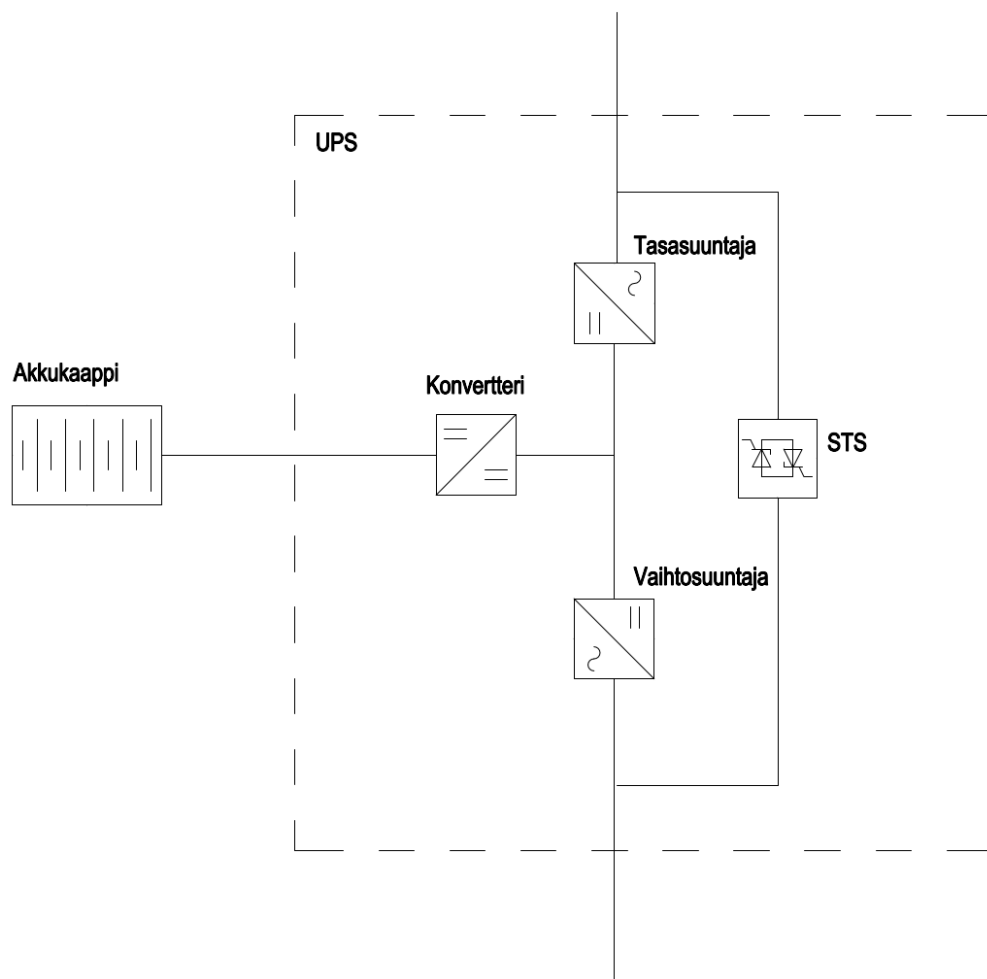 UPS
Tasasuuntaja
Akkukaappi
Konvertteri
STS
Vaihtosuuntaja